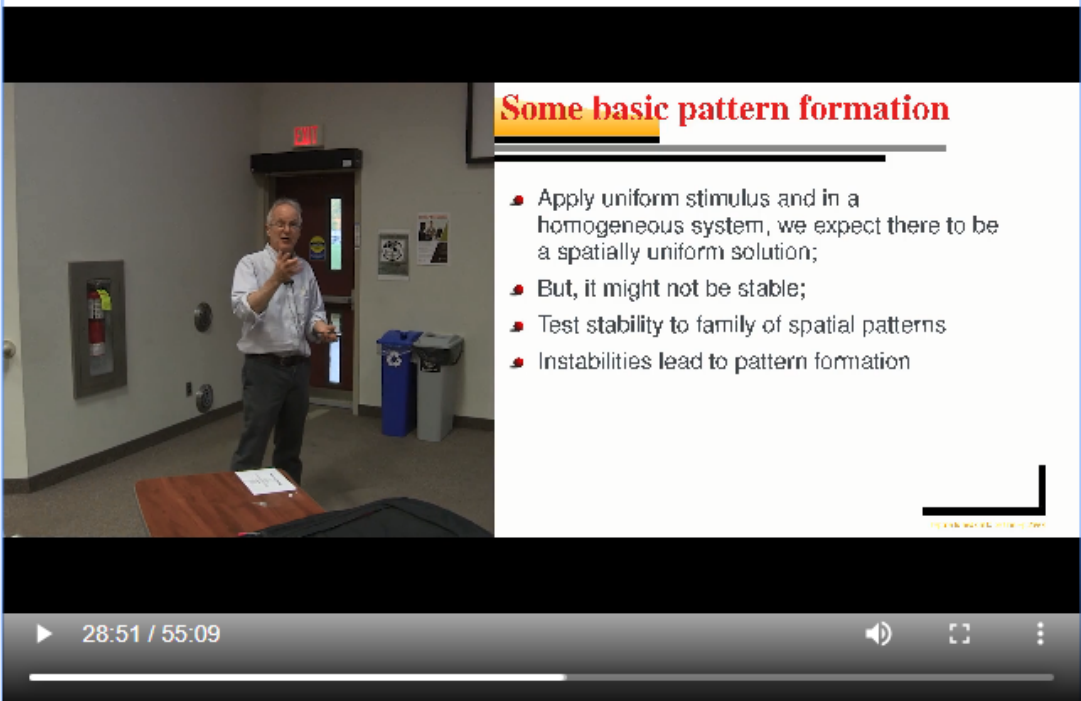 Some basic pattern formation
EXIT
Apply uniform stimulus and in a
homogeneous system, we expect there to be
a spatially uniform solution;
But, it might not be stable;
Test stability to family of spatial patterns
Instabilities lead to pattern formation
28:51 / 55:09